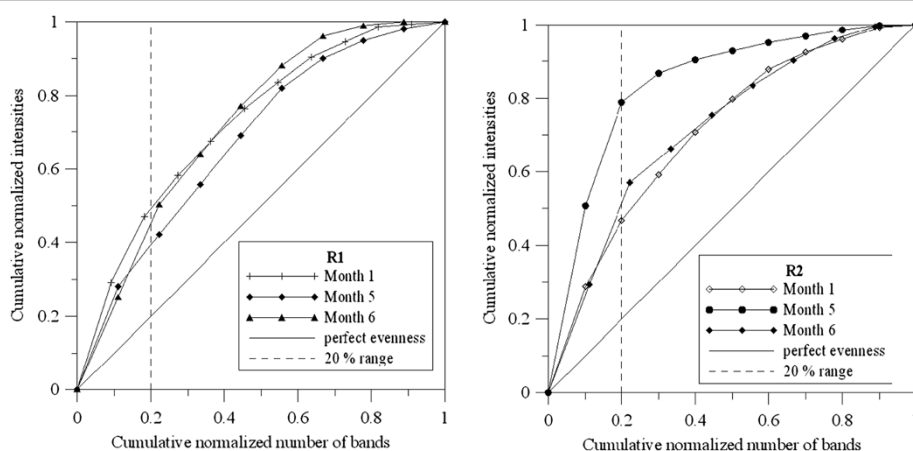 1
0.8
0.6
0.4
0.2
0
0
0.2
0.4
0.6
0.8
1
Cumulative normalized intensities
Cumulative normalized number of bands
R1
Month 1
Month 5
Month 6
perfect evenness
20 % range
1
0.8
0.6
0.4
0.2
0
0
0.2
0.4
0.6
0.8
Cumulative normalized intensities
Cumulative normalized number of bands
R2
Month 1
Month 5
Month 6
perfect evenness
20 % range